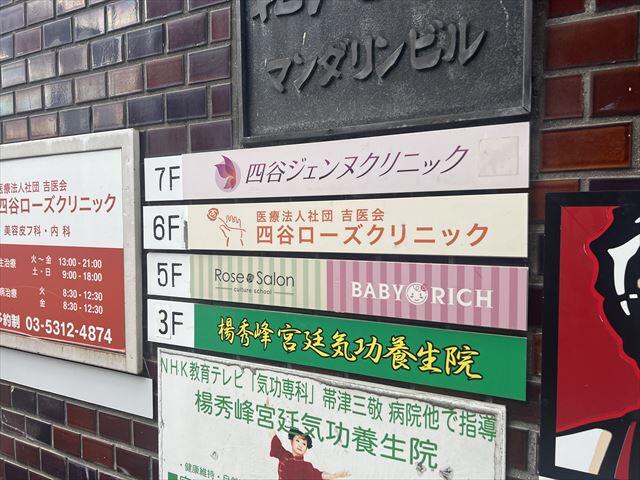 マンダリンビル
7F 四谷ジェンヌクリニック
6F 医療法人社団 吉医会
四谷ローズクリニック
5F Rose Salon
culture school
BABY RICH
3F 楊秀峰宮廷気功養生院
医療法人社団 吉医会
四谷ローズクリニック
美容皮フ科・内科
火～金 13:00-21:00
土・日 9:00-18:00
火 8:30-12:30
金 8:30-12:30
03-5312-4874
NHK教育テレビ「気功専科」帯津三敬 病院他で指導
楊秀峰宮廷気功養生院